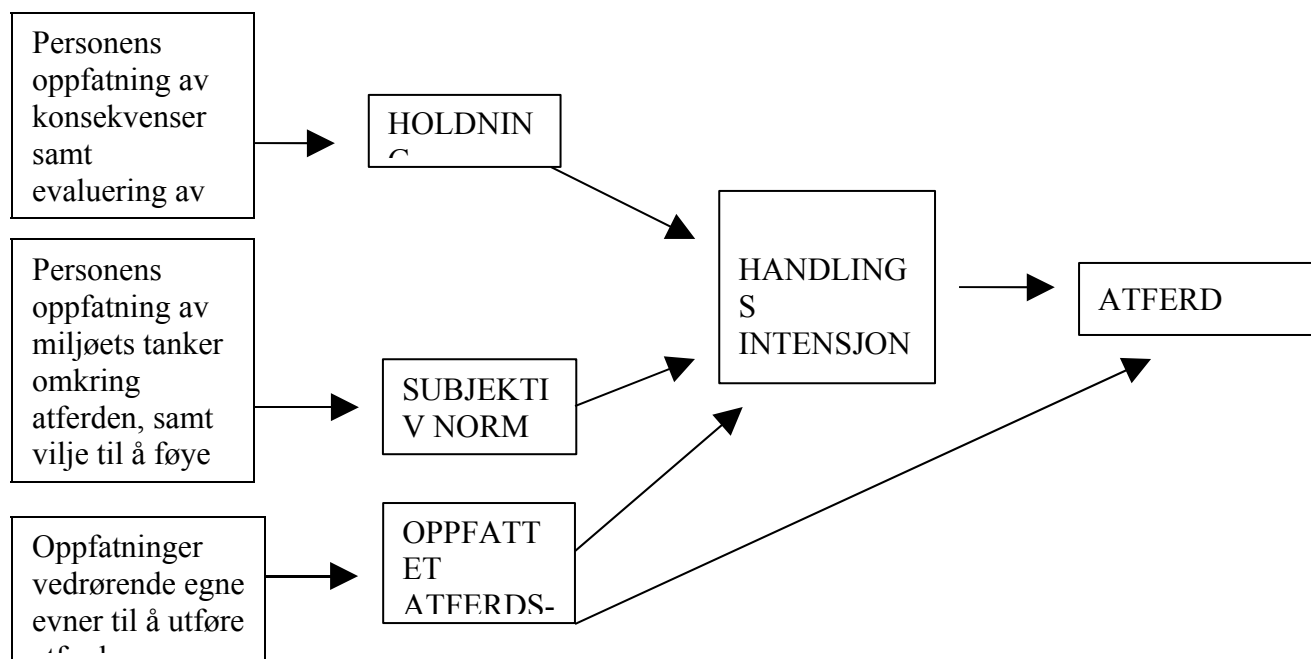 Personens
oppfatning av
konsekvenser
samt
evaluering av
HOLDNIN
Personens
oppfatning av
miljøets tanker
omkring
atferden, samt
vilje til å føye
SUBJEKTI
V NORM
Oppfatninger
vedrørende egne
evner til å utføre
OPPFATT
ET
ATFERDS-
HANDLING
S
INTENSJON
ATFERD